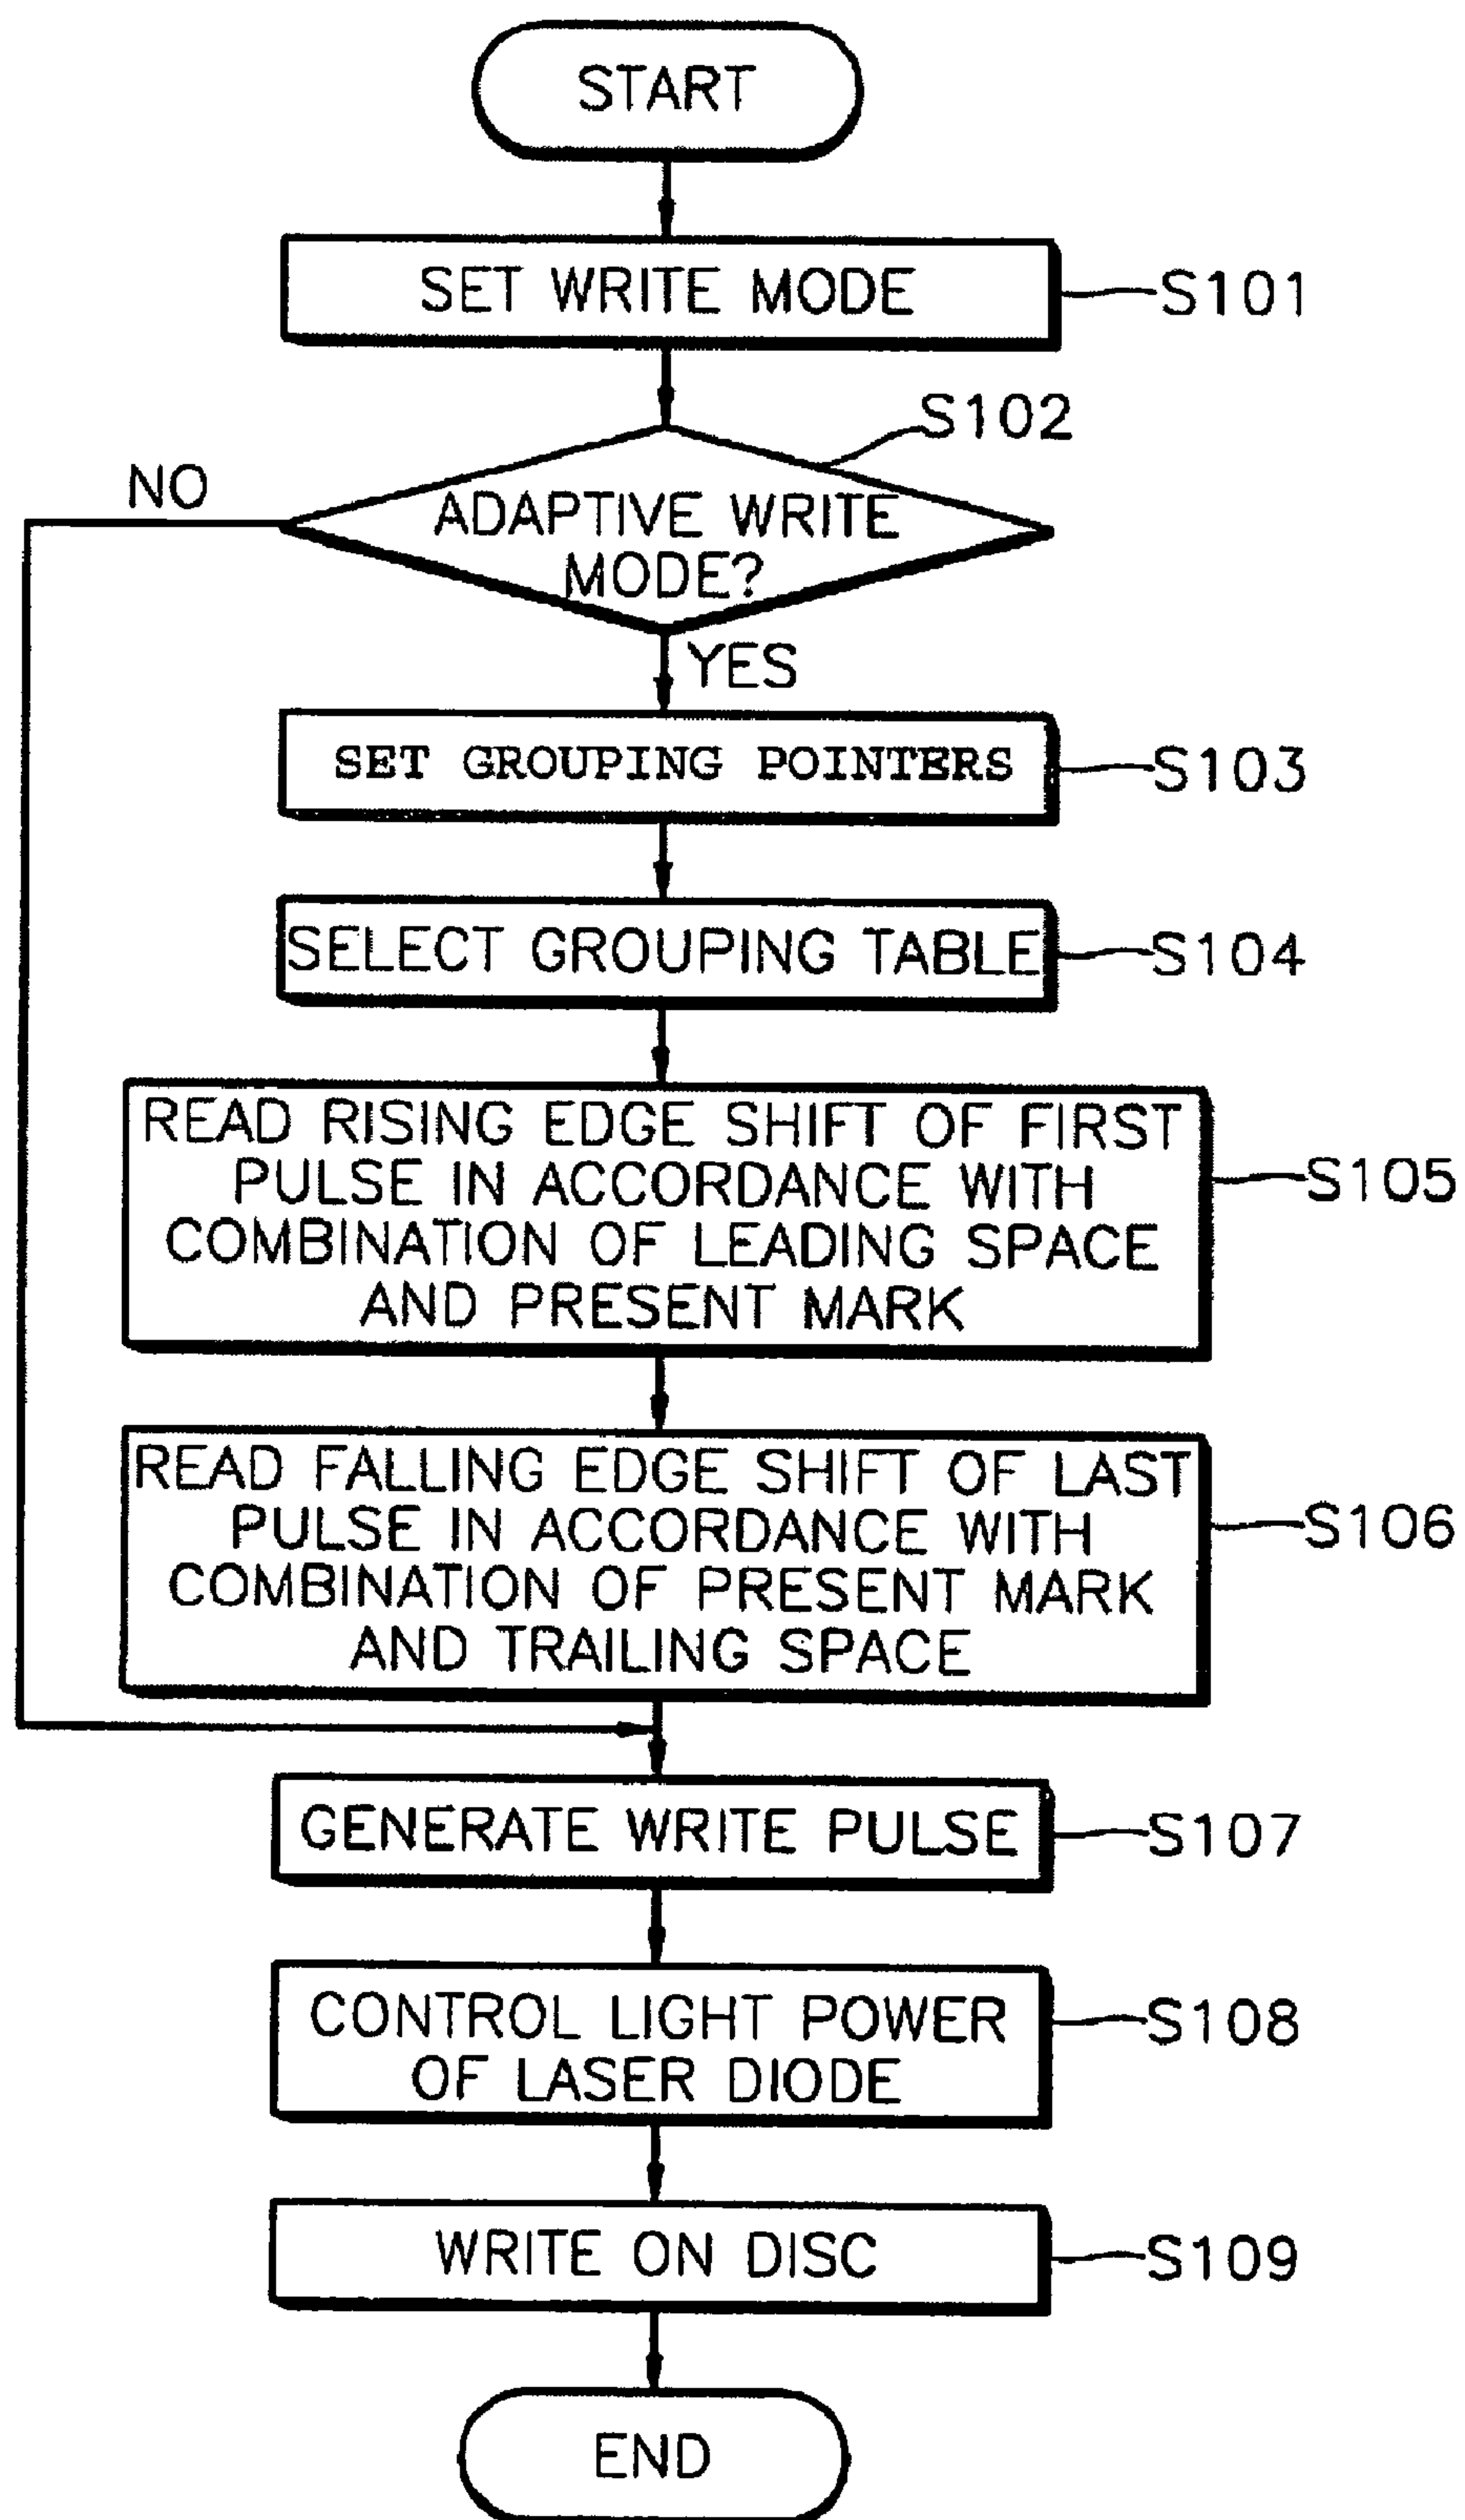 START
SET WRITE MODE
S101
S102
NO
ADAPTIVE WRITE
MODE?
YES
SET GROUPING POINTERS
S103
SELECT GROUPING TABLE
S104
READ RISING EDGE SHIFT OF FIRST
PULSE IN ACCORDANCE WITH
COMBINATION OF LEADING SPACE
AND PRESENT MARK
S105
READ FALLING EDGE SHIFT OF LAST
PULSE IN ACCORDANCE WITH
COMBINATION OF PRESENT MARK
AND TRAILING SPACE
S106
GENERATE WRITE PULSE
S107
CONTROL LIGHT POWER
OF LASER DIODE
S108
WRITE ON DISC
S109
END